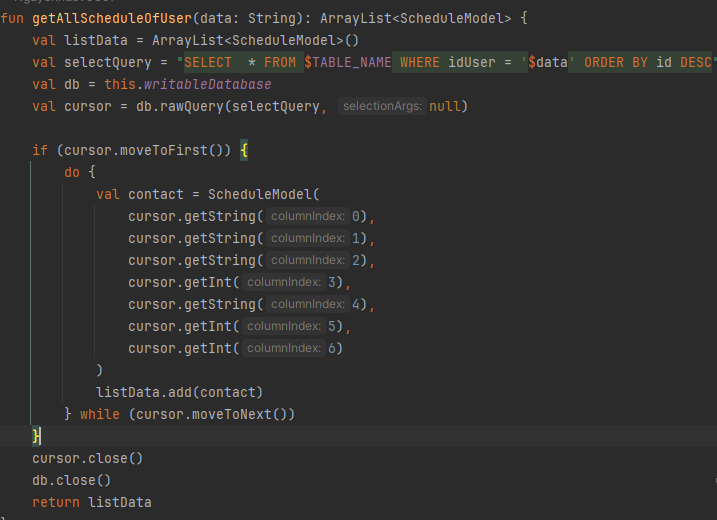 fun getAllScheduleOfUser(data: String): ArrayList<ScheduleModel> {
    val listData = ArrayList<ScheduleModel>()
    val selectQuery = "SELECT  * FROM $TABLE_NAME WHERE idUser = '$data' ORDER BY id DESC"
    val db = this.writableDatabase
    val cursor = db.rawQuery(selectQuery, selectionArgs: null)

    if (cursor.moveToFirst()) {
        do {
            val contact = ScheduleModel(
                cursor.getString( columnIndex: 0),
                cursor.getString( columnIndex: 1),
                cursor.getString( columnIndex: 2),
                cursor.getInt( columnIndex: 3),
                cursor.getString( columnIndex: 4),
                cursor.getInt( columnIndex: 5),
                cursor.getInt( columnIndex: 6)
            )
            listData.add(contact)
        } while (cursor.moveToNext())
    }
    cursor.close()
    db.close()
    return listData